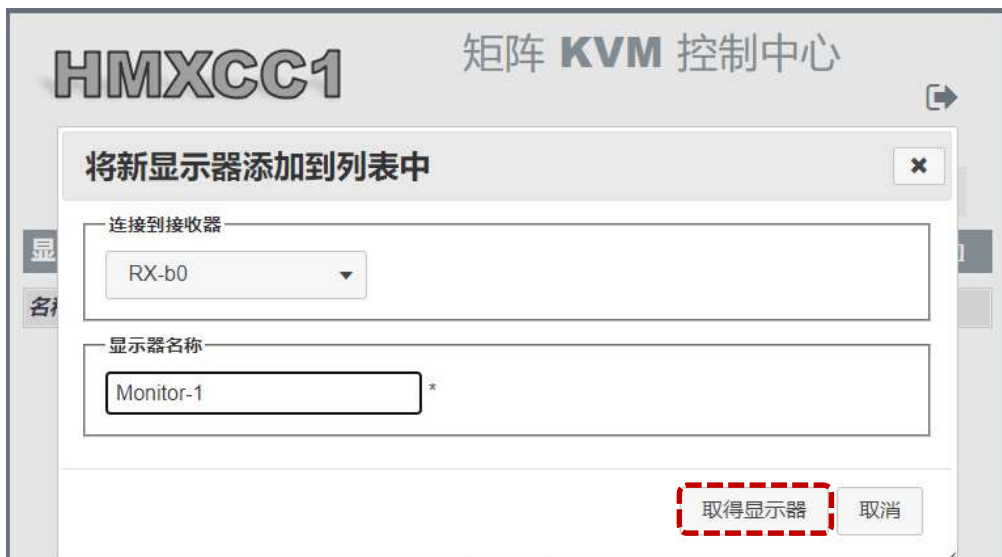 HMXCC1
矩阵 KVM 控制中心
将新显示器添加到列表中
连接到接收器
显
RX-b0
名
显示器名称
Monitor-1 *
取得显示器 取消